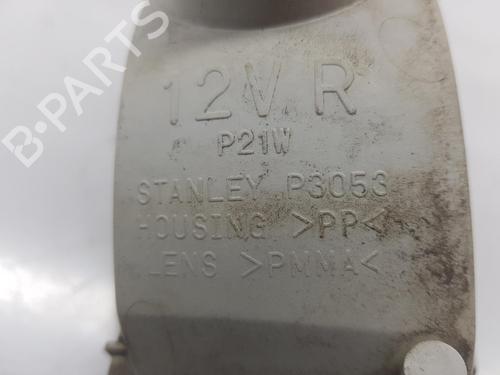 B-Parts
12V R
P21W
STANLEY P3053
HOUSING >PP<
LENS >PMMA<